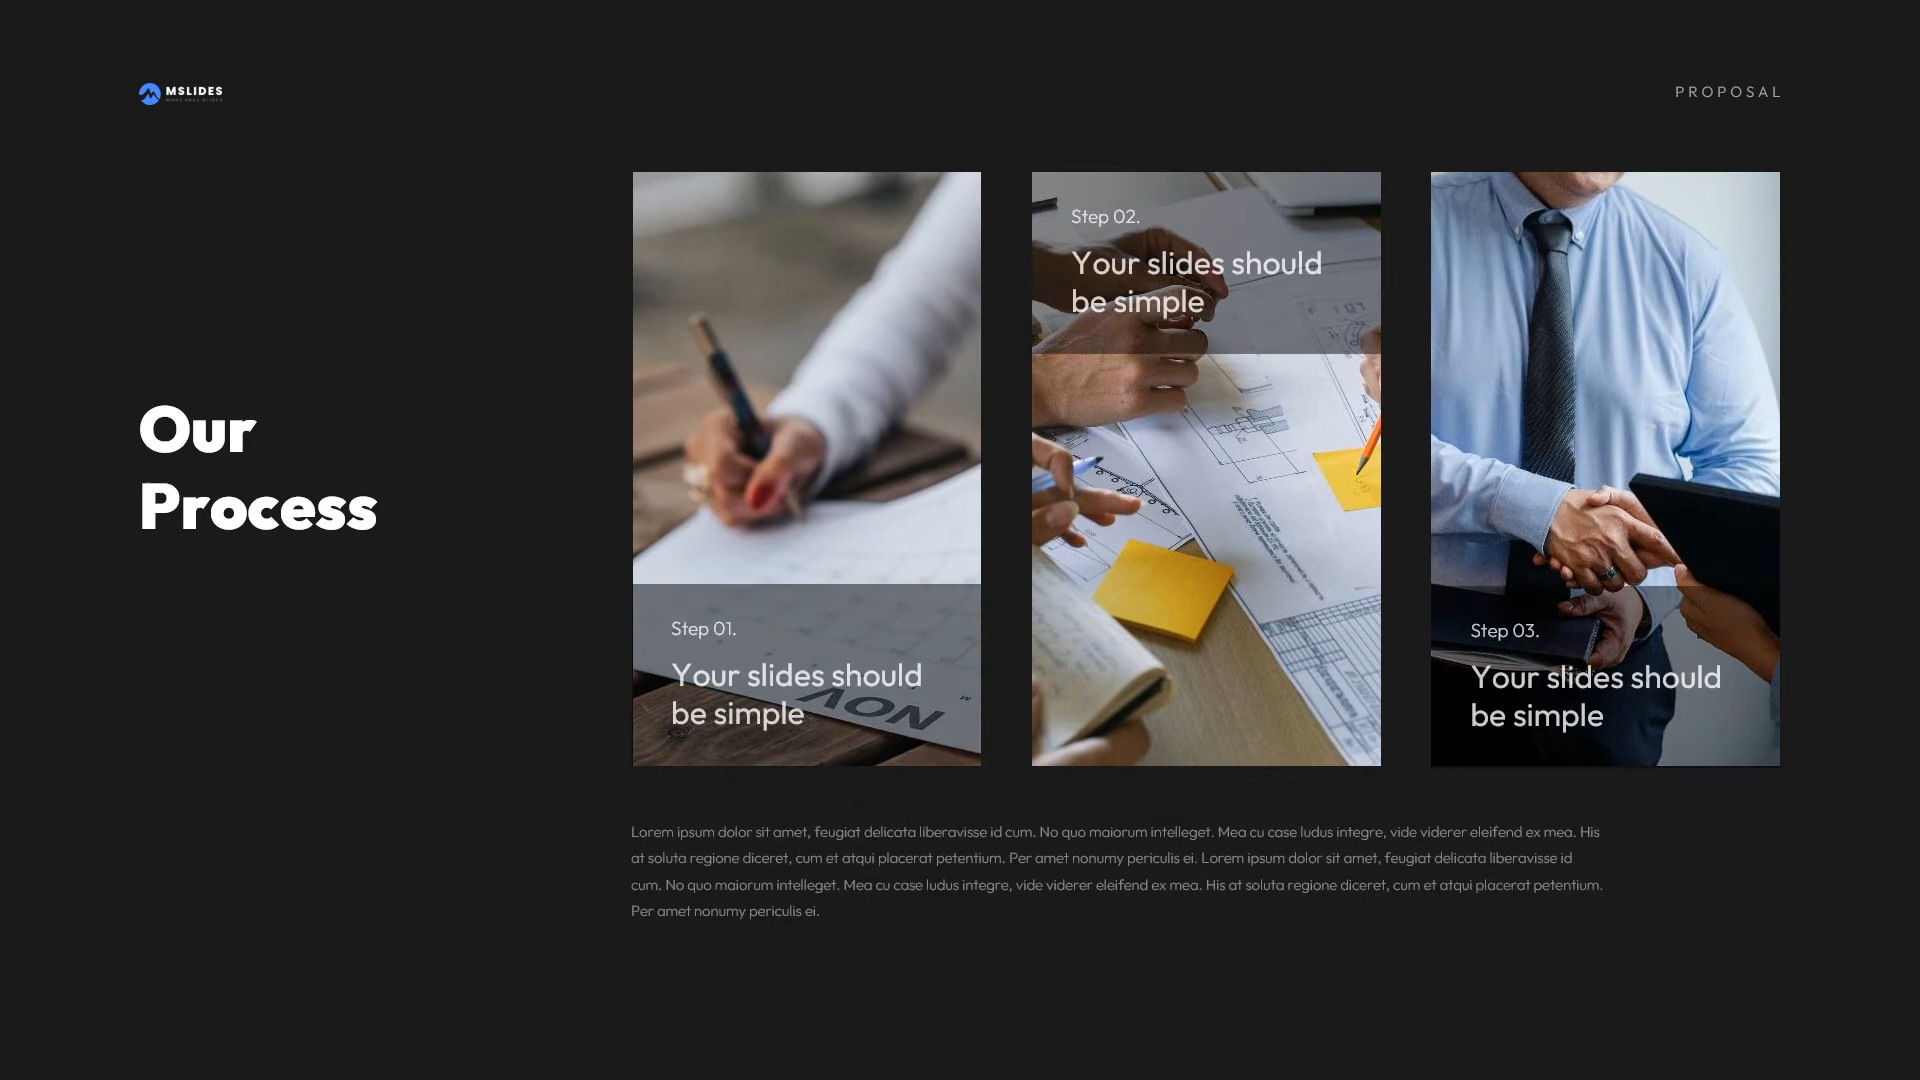 MSLIDES
PROPOSAL
Our
Process
Step 01.
Your slides should
be simple
NOV
Step 02.
Your slides should
be simple
Step 03.
Your slides should
be simple
Lorem ipsum dolor sit amet, feugiat delicata liberavisse id cum. No quo maiorum intelleget. Mea cu case ludus integre, vide viderer eleifend ex mea. His
at soluta regione diceret, cum et atqui placerat petentium. Per amet nonumy periculis ei. Lorem ipsum dolor sit amet, feugiat delicata liberavisse id
cum. No quo maiorum intelleget. Mea cu case ludus integre, vide viderer eleifend ex mea. His at soluta regione diceret, cum et atqui placerat petentium.
Per amet nonumy periculis ei.